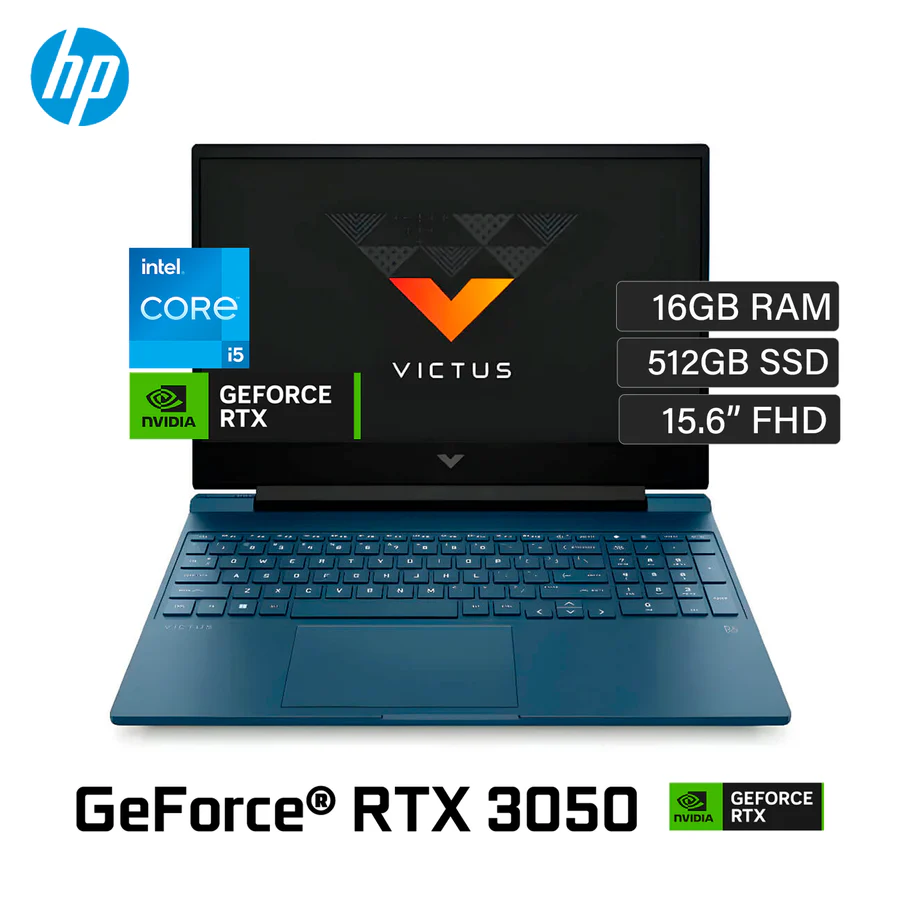 hp
intel.
CORE
i5
NVIDIA
GEFORCE
RTX
VICTUS
16GB RAM
512GB SSD
15.6” FHD
VICTUS
GeForce® RTX 3050
NVIDIA
GEFORCE
RTX